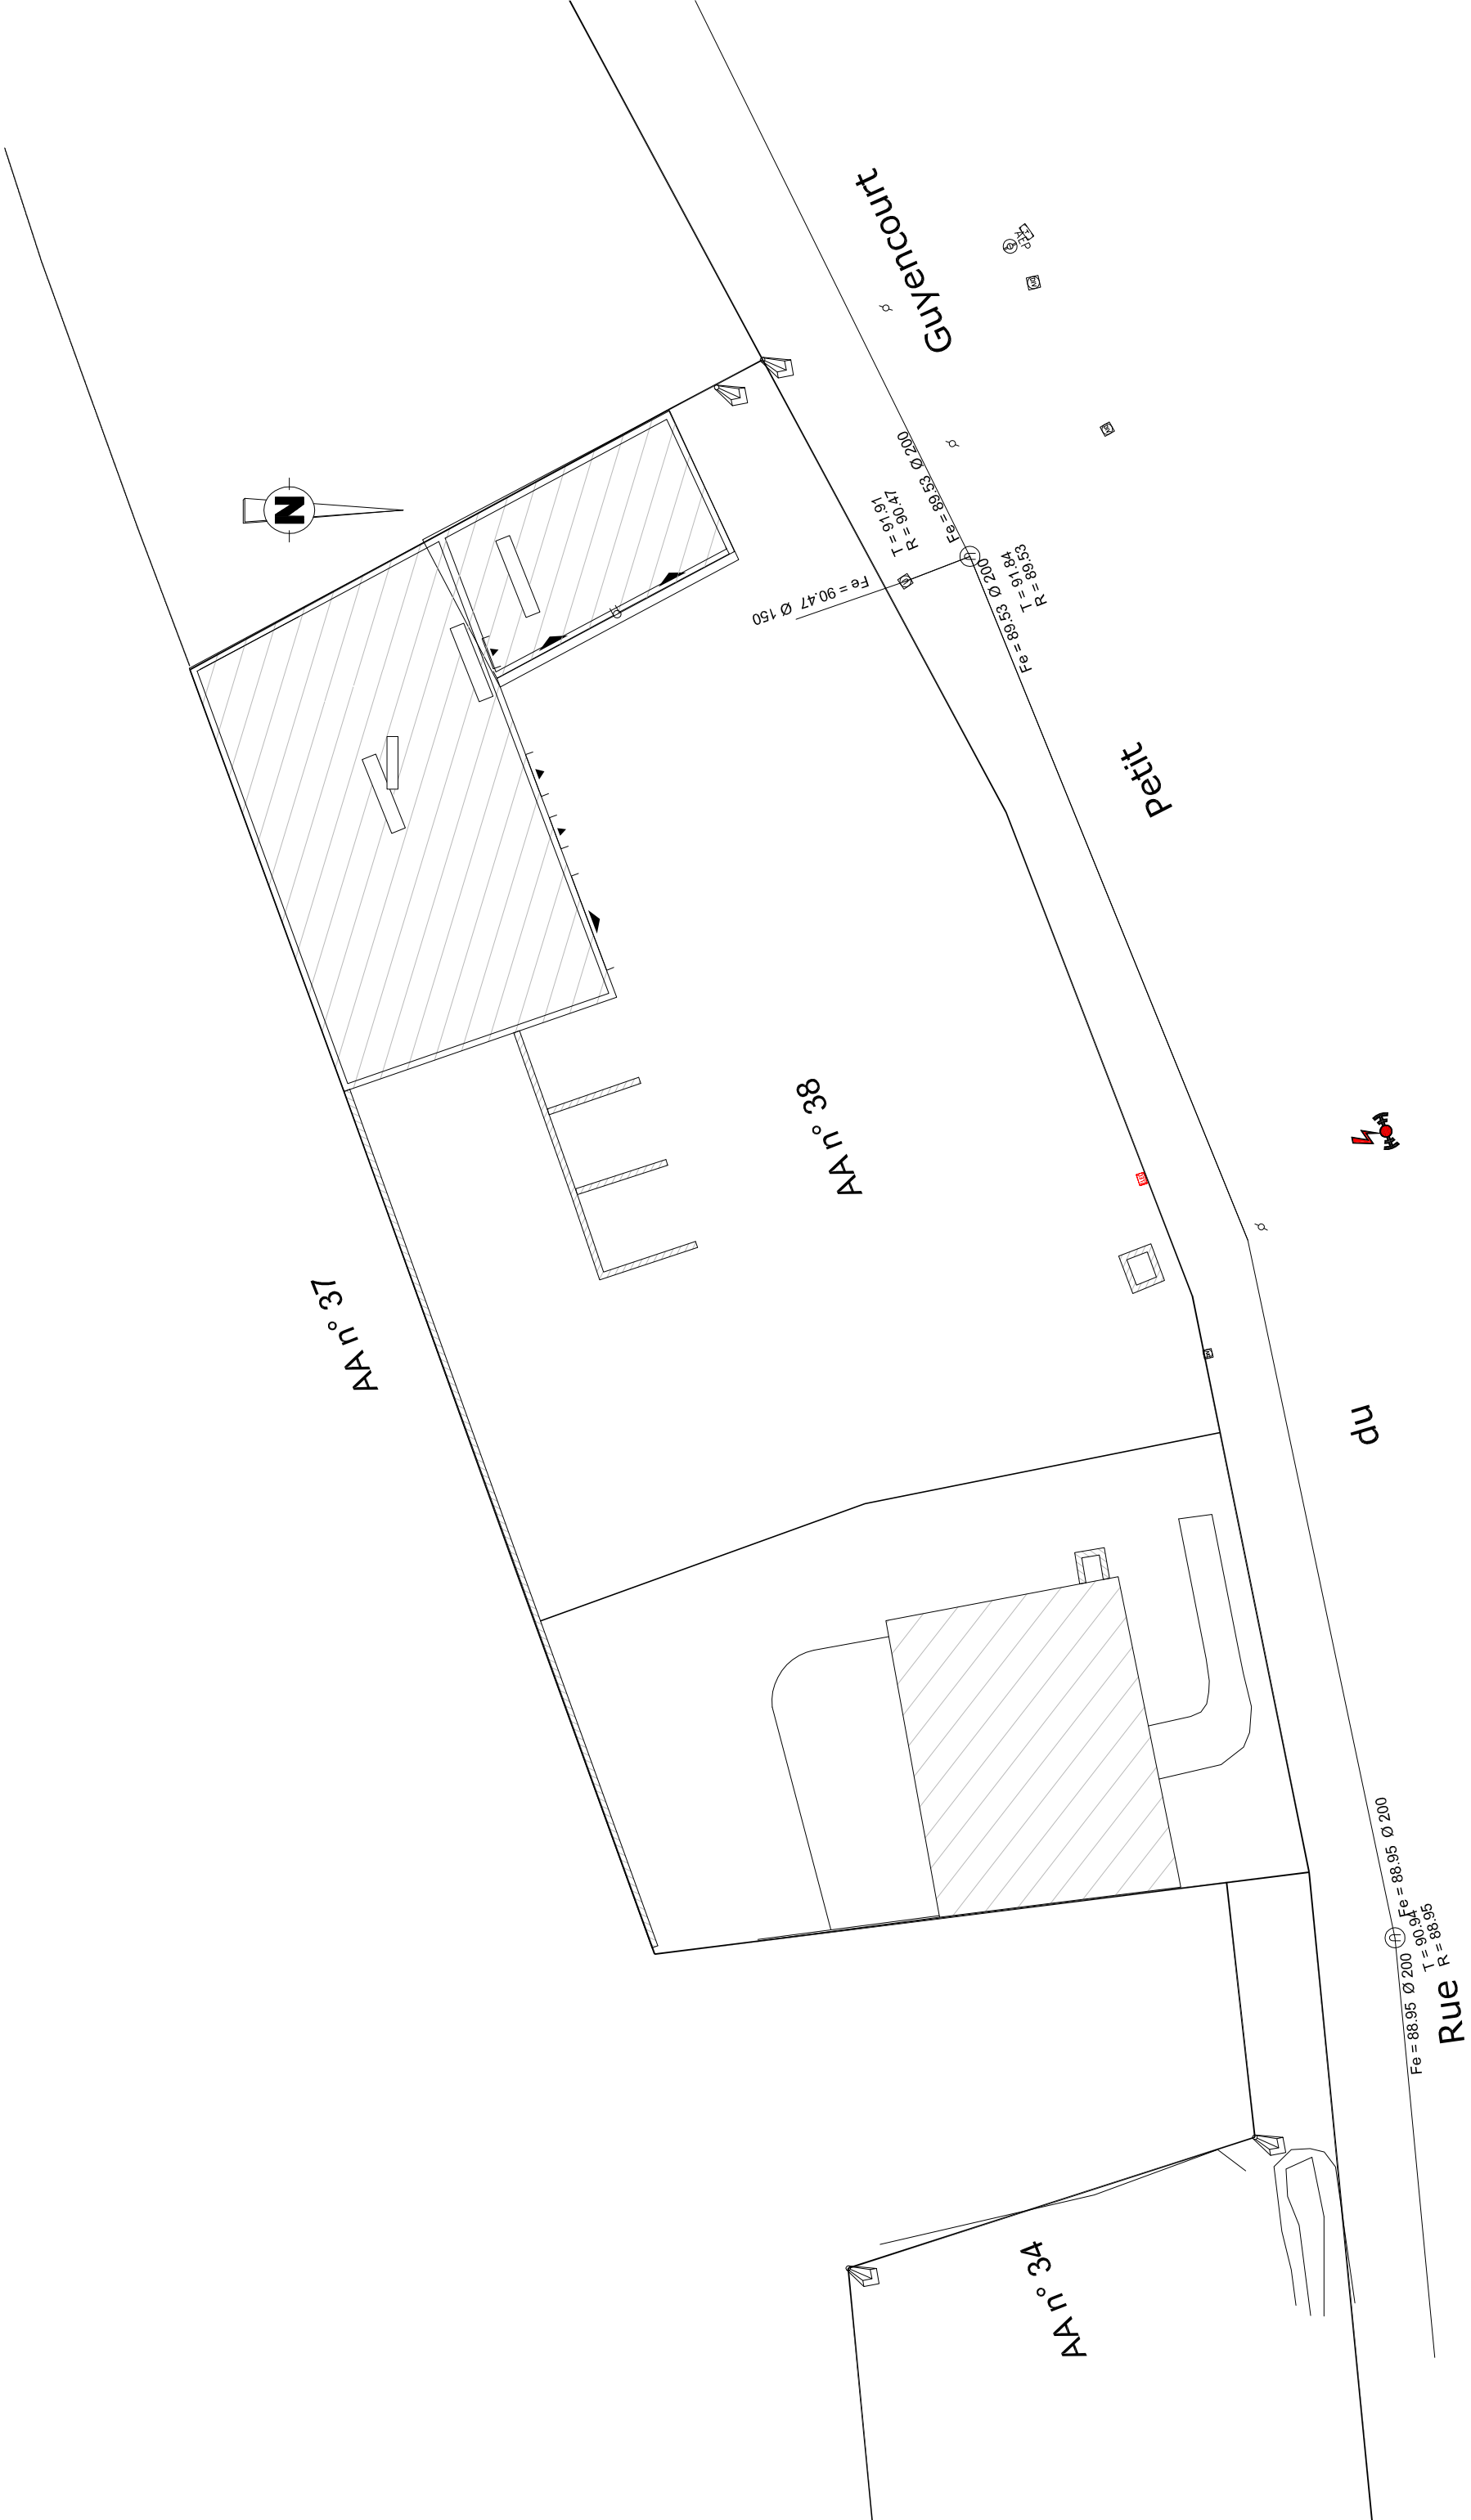 Rue
du
Petit
Guyencourt
AEP
N
T = 91.91
R = 90.47
Fe = 89.53 Ø 200
Fe = 90.47 Ø 150
Fe = 89.53 Ø 200
T = 91.84
R = 89.53
AA n° 38
AA n° 37
Fe = 88.95 Ø 200
Fe = 88.95 Ø 200
T = 90.94
R = 88.95
AA n° 34